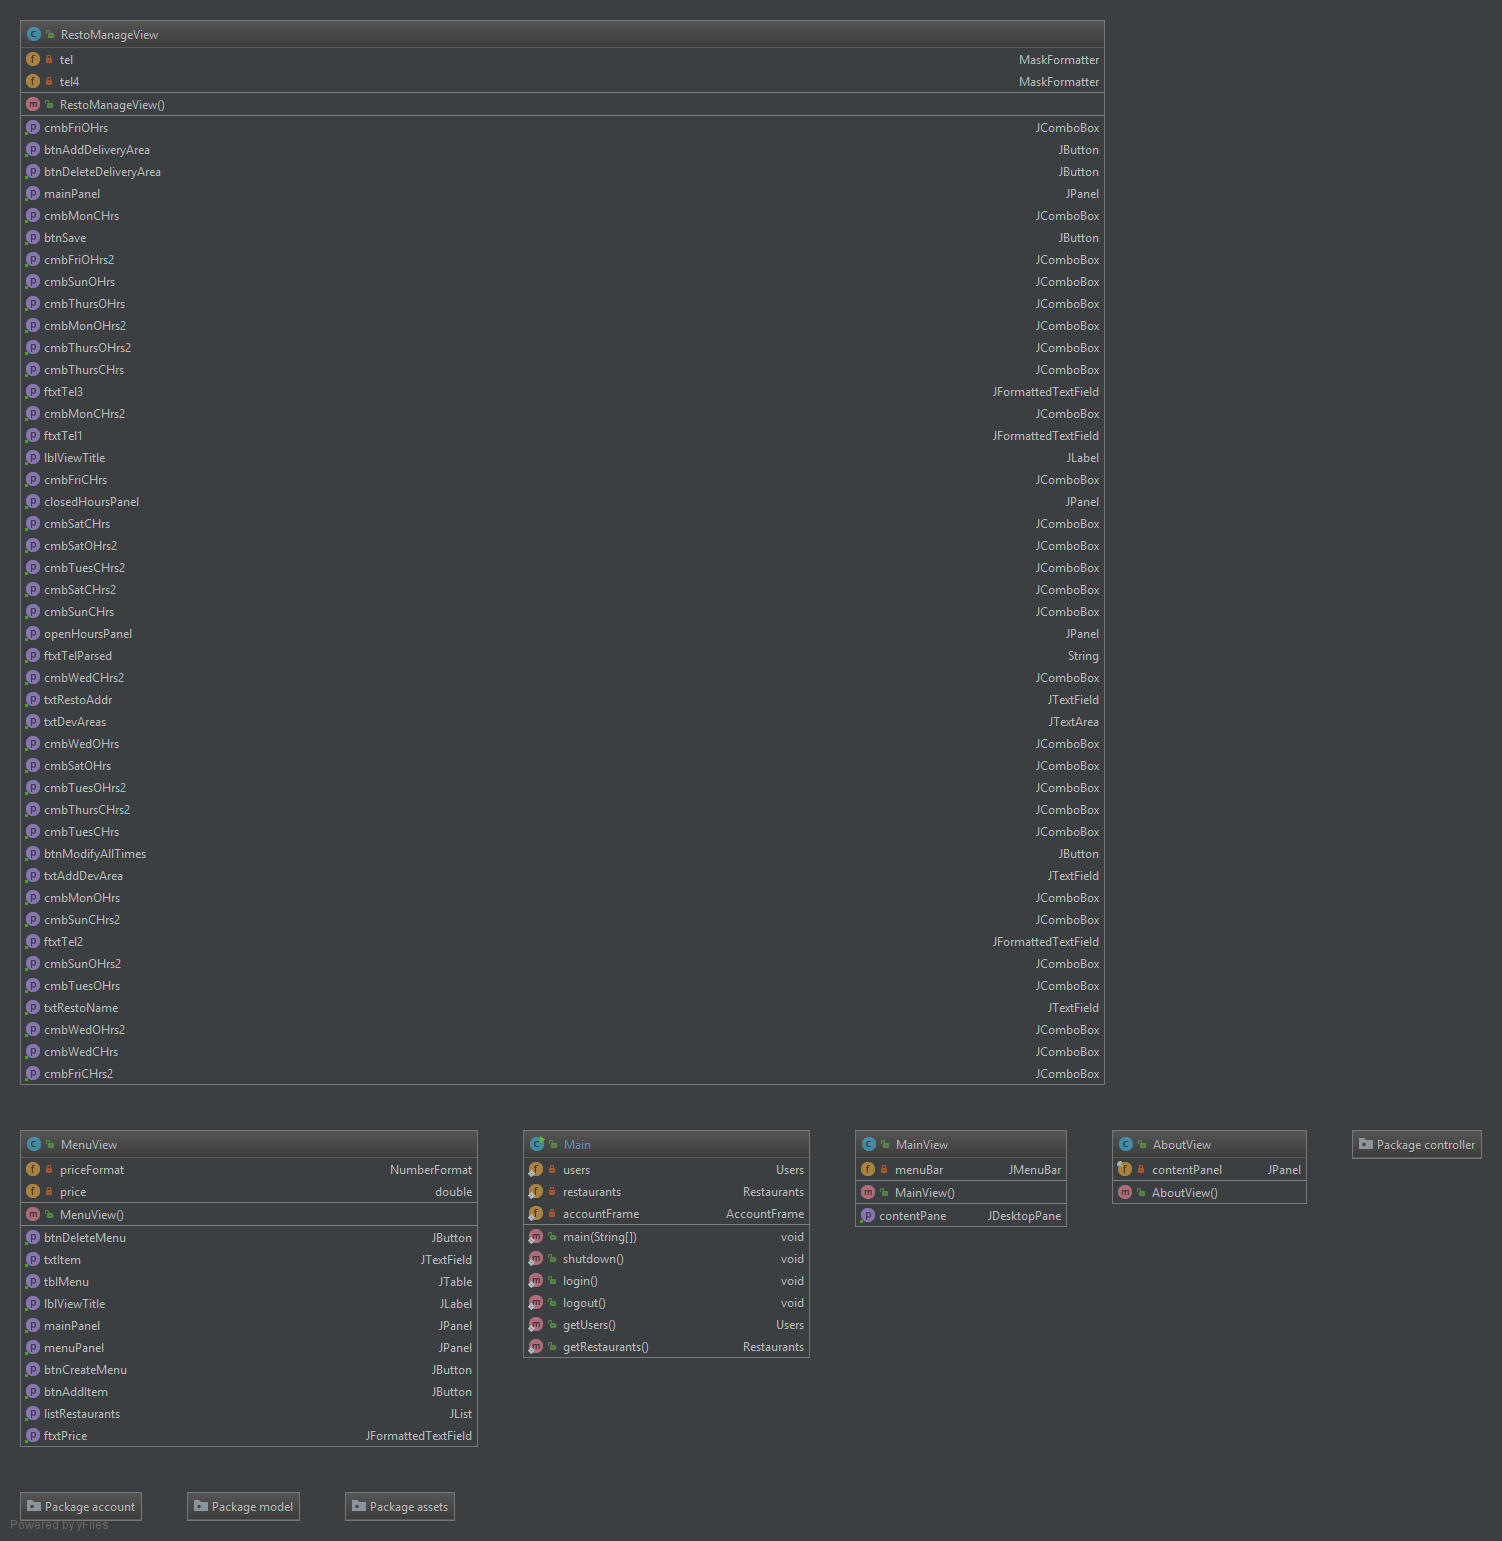 RestoManageView
tel MaskFormatter
tel4 MaskFormatter
RestoManageView()
cmbFriOHrs JComboBox
btnAddDeliveryArea JButton
btnDeleteDeliveryArea JButton
mainPanel JPanel
cmbMonCHrs JComboBox
btnSave JButton
cmbFriOHrs2 JComboBox
cmbSunOHrs JComboBox
cmbThursOHrs JComboBox
cmbMonOHrs2 JComboBox
cmbThursOHrs2 JComboBox
cmbThursCHrs JComboBox
ftxtTel3 JFormattedTextField
cmbMonCHrs2 JComboBox
ftxtTel1 JFormattedTextField
lblViewTitle JLabel
cmbFriCHrs JComboBox
closedHoursPanel JPanel
cmbSatCHrs JComboBox
cmbSatOHrs2 JComboBox
cmbTuesCHrs2 JComboBox
cmbSatCHrs2 JComboBox
cmbSunCHrs JComboBox
openHoursPanel JPanel
ftxtTelParsed String
cmbWedCHrs2 JComboBox
txtRestoAddr JTextField
txtDevAreas JTextArea
cmbWedOHrs JComboBox
cmbSatOHrs JComboBox
cmbTuesOHrs2 JComboBox
cmbThursCHrs2 JComboBox
cmbTuesCHrs JComboBox
btnModifyAllTimes JButton
txtAddDevArea JTextField
cmbMonOHrs JComboBox
cmbSunCHrs2 JComboBox
ftxtTel2 JFormattedTextField
cmbSunOHrs2 JComboBox
cmbTuesOHrs JComboBox
txtRestoName JTextField
cmbWedOHrs2 JComboBox
cmbWedCHrs JComboBox
cmbFriCHrs2 JComboBox
MenuView
priceFormat NumberFormat
price double
MenuView()
btnDeleteMenu JButton
txtItem JTextField
tblMenu JTable
lblViewTitle JLabel
mainPanel JPanel
menuPanel JPanel
btnCreateMenu JButton
btnAddItem JButton
listRestaurants JList
ftxtPrice JFormattedTextField
Main
users Users
restaurants Restaurants
accountFrame AccountFrame
main(String[]) void
shutdown() void
login() void
logout() void
getUsers() Users
getRestaurants() Restaurants
MainView
menuBar JMenuBar
MainView()
contentPane JDesktopPane
AboutView
contentPanel JPanel
AboutView()
Package controller
Package account
Package model
Package assets
Powered by yFiles